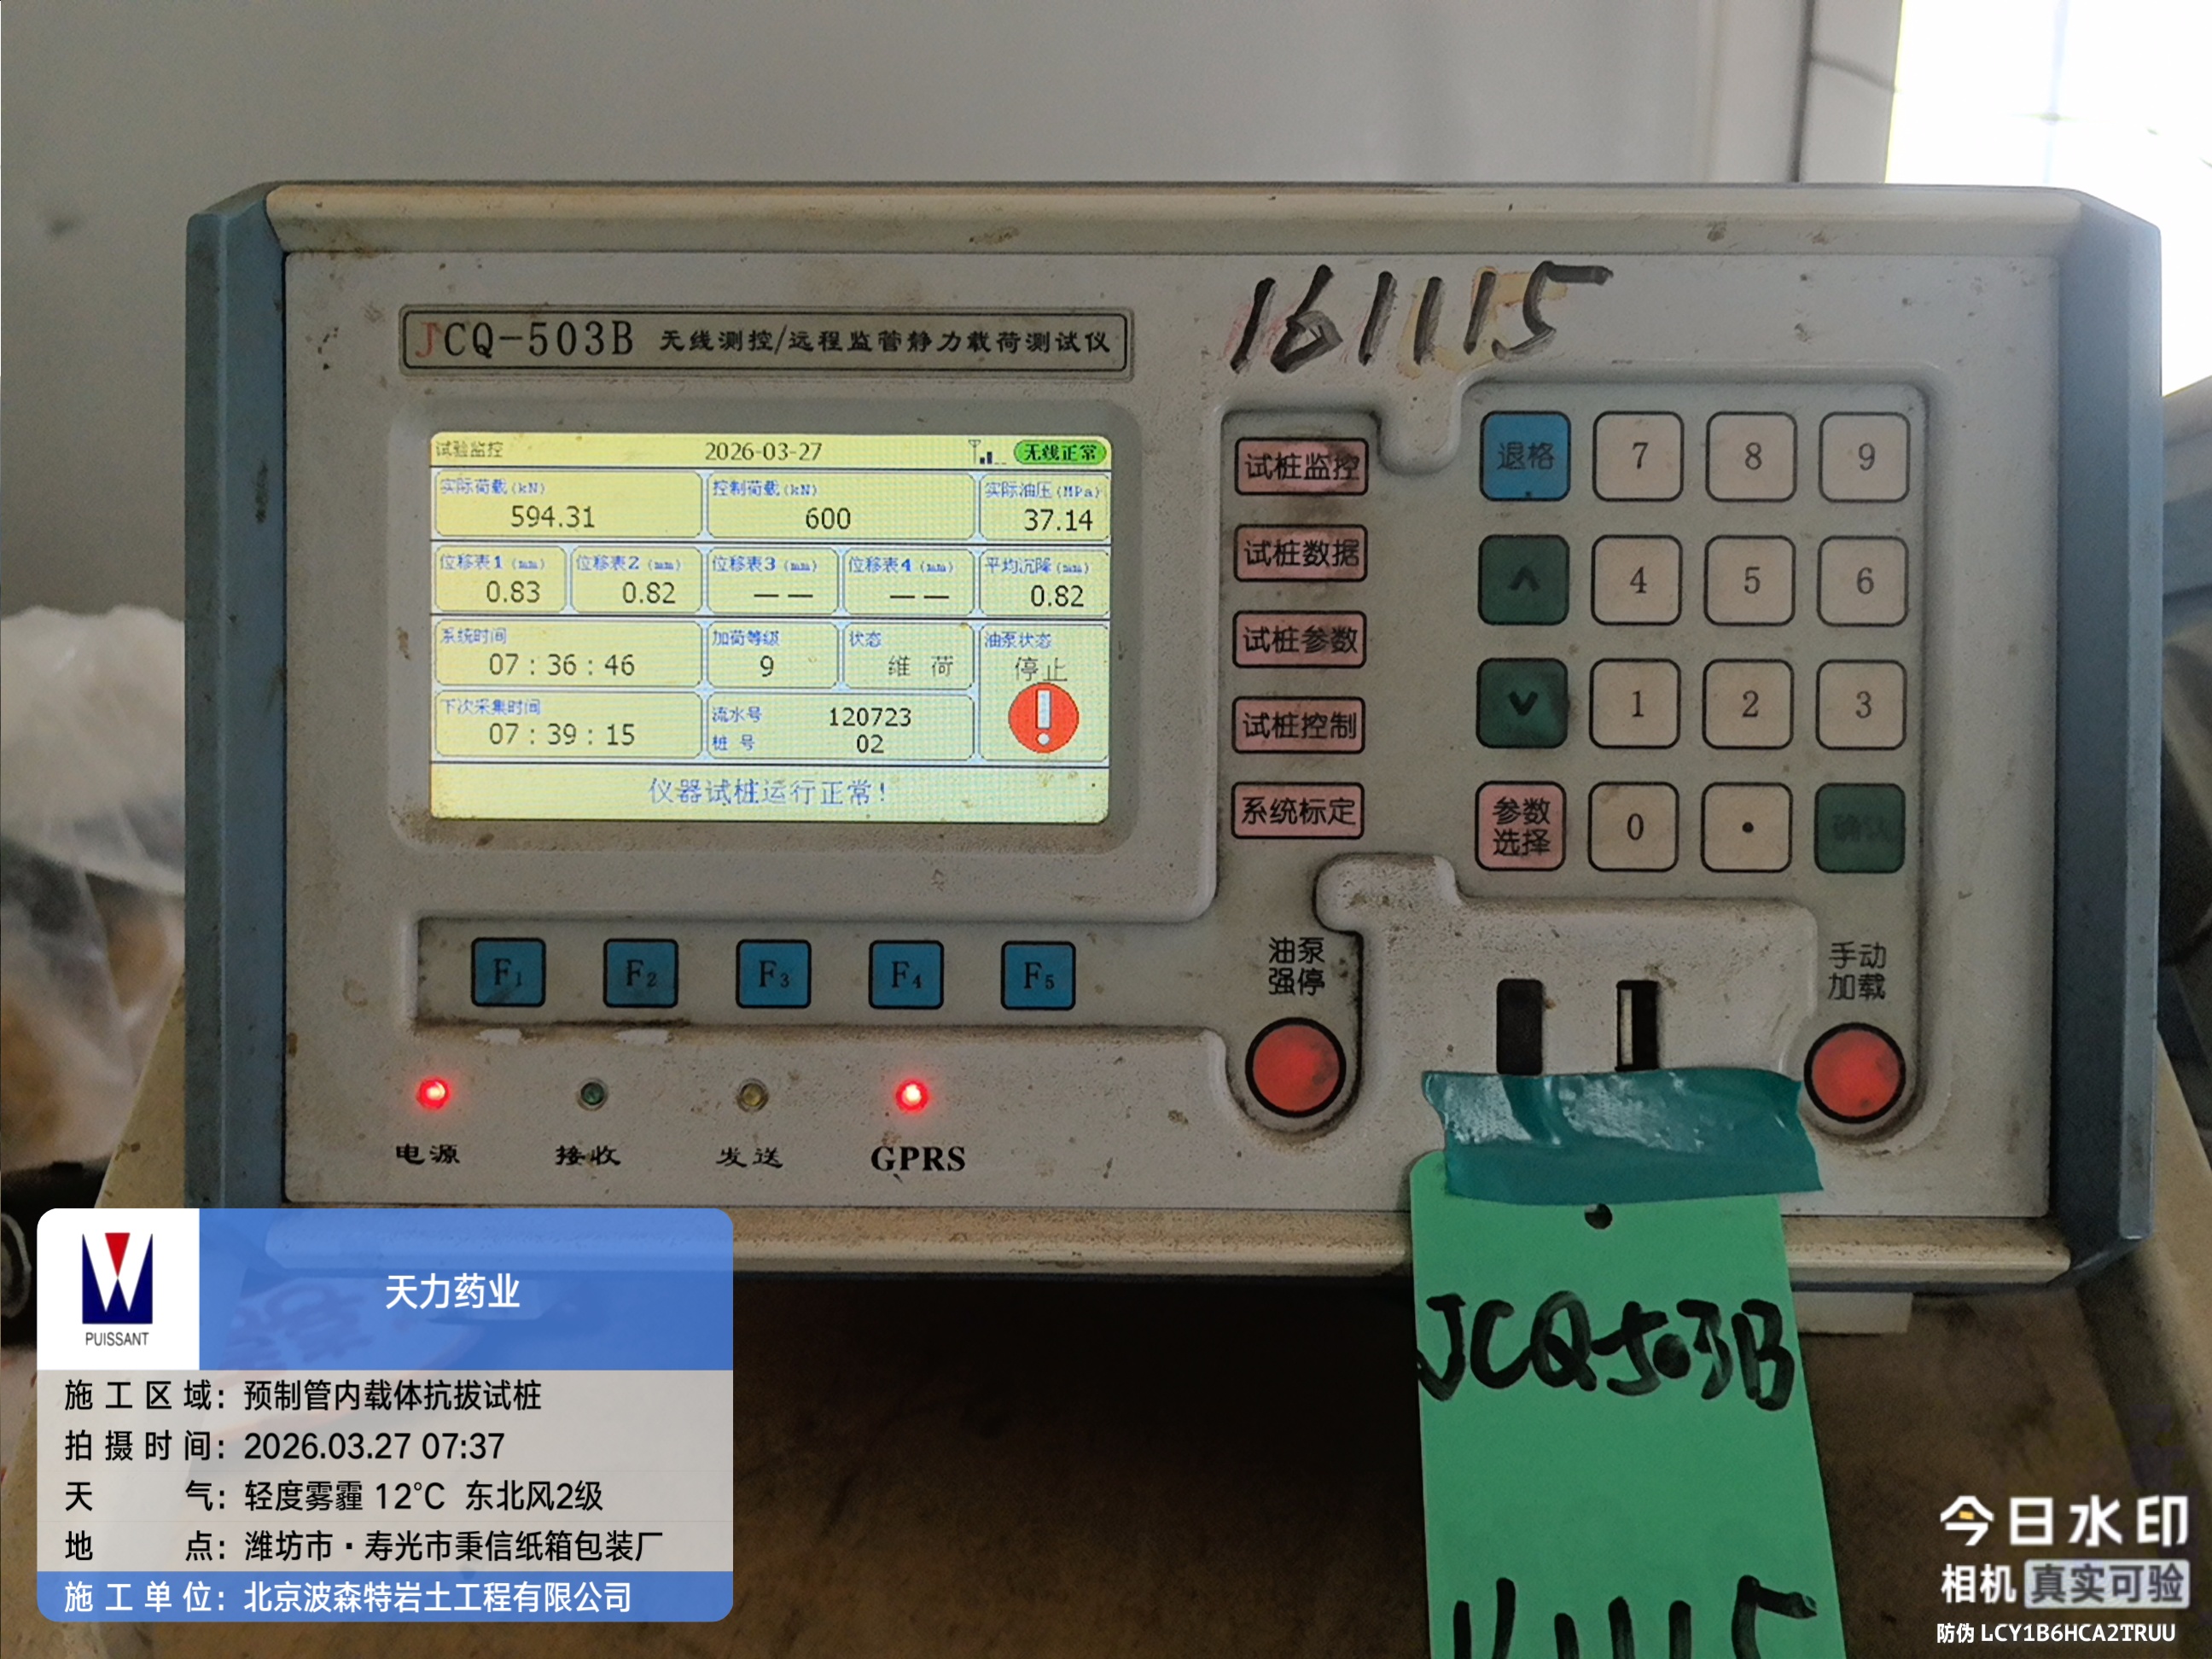 161115
JCQ-503B 无线测控/远程监管静力载荷测试仪
试验监控 2026-03-27 无线正常
实际荷载(kN) 控制荷载(kN) 实际油压(MPa)
594.31 600 37.14
位移表1(mm) 位移表2(mm) 位移表3(mm) 位移表4(mm) 平均沉降(mm)
0.83 0.82 —— —— 0.82
系统时间 加荷等级 状态 油泵状态
07:36:46 9 维 荷 停止
下次采集时间 流水号 120723
07:39:15 桩 号 02
仪器试桩运行正常!
试桩监控
试桩数据
试桩参数
试桩控制
系统标定
退格 7 8 9
4 5 6
1 2 3
参数选择 0 . 确认
F1 F2 F3 F4 F5
油泵
强停
手动
加载
电源 接收 发送 GPRS
JCQ503B
PUISSANT
天力药业
施工区域：预制管内载体抗拔试桩
拍摄时间：2026.03.27 07:37
天气：轻度雾霾 12℃ 东北风2级
地点：潍坊市·寿光市秉信纸箱包装厂
施工单位：北京波森特岩土工程有限公司
今日水印
相机 真实可验
防伪 LCY1B6HCA2TRUU